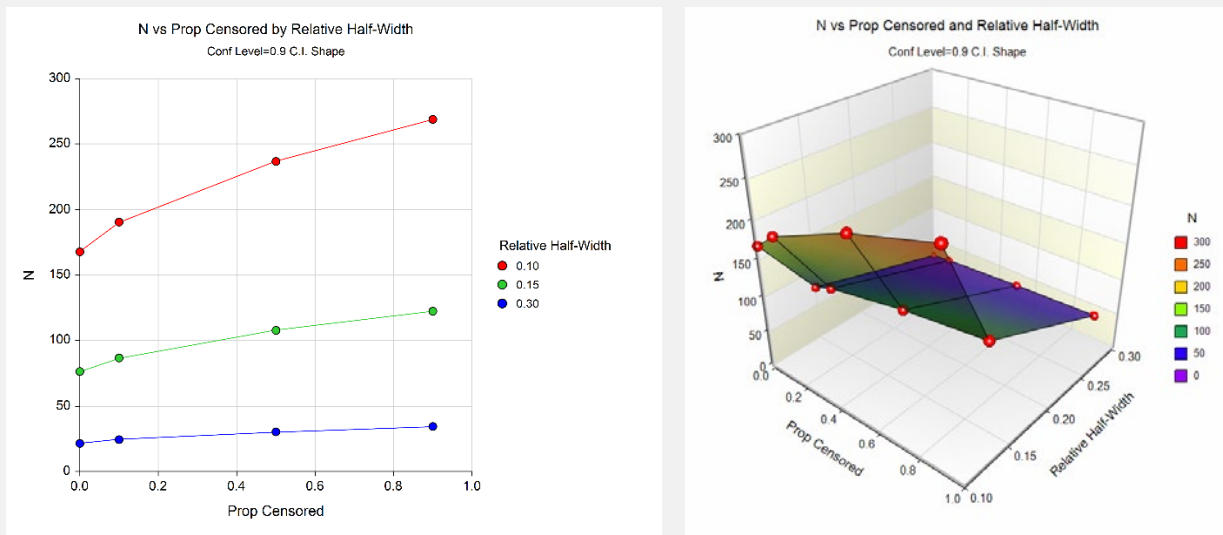 N vs Prop Censored by Relative Half-Width
Conf Level=0.9 C.I. Shape
300
250
200
150
100
50
0
N
0.0 0.2 0.4 0.6 0.8 1.0
Prop Censored
Relative Half-Width
0.10
0.15
0.30
N vs Prop Censored and Relative Half-Width
Conf Level=0.9 C.I. Shape
300
250
200
150
100
50
0
N
0.0
0.2
0.4
0.6
0.8
1.0
Prop Censored
0.10
0.15
0.20
0.25
0.30
Relative Half-Width
N
300
250
200
150
100
50
0